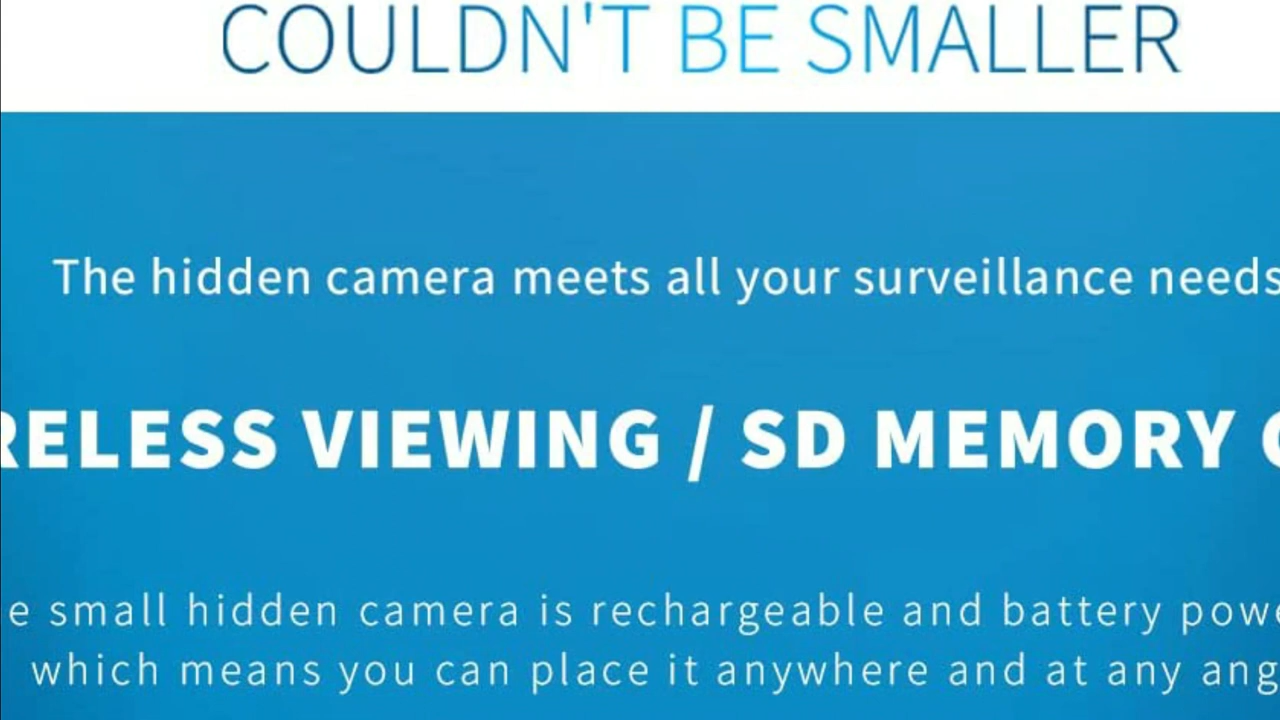 COULDN'T BE SMALLER
The hidden camera meets all your surveillance needs
RELESS VIEWING / SD MEMORY
e small hidden camera is rechargeable and battery powe
which means you can place it anywhere and at any ang